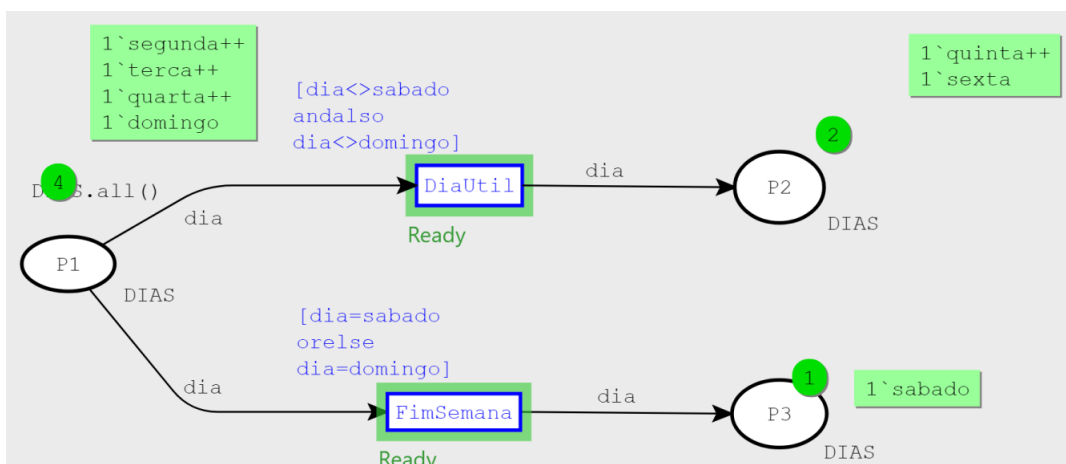 1`segunda++
1`terca++
1`quarta++
1`domingo
[dia<>sabado
andalso
dia<>domingo]
1`quinta++
1`sexta
4
.all()
dia
DiaUtil
Ready
dia
2
P2
DIAS
P1
DIAS
[dia=sabado
orelse
dia=domingo]
dia
FimSemana
Ready
dia
1
P3
DIAS
1`sabado